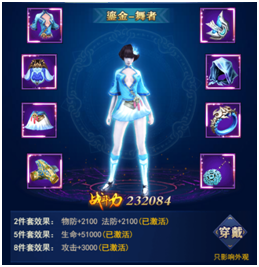 鎏金-舞者
战斗力 232084
2件套效果： 物防+2100 法防+2100(已激活)
5件套效果： 生命+51000(已激活)
8件套效果： 攻击+3000(已激活)
穿戴
只影响外观